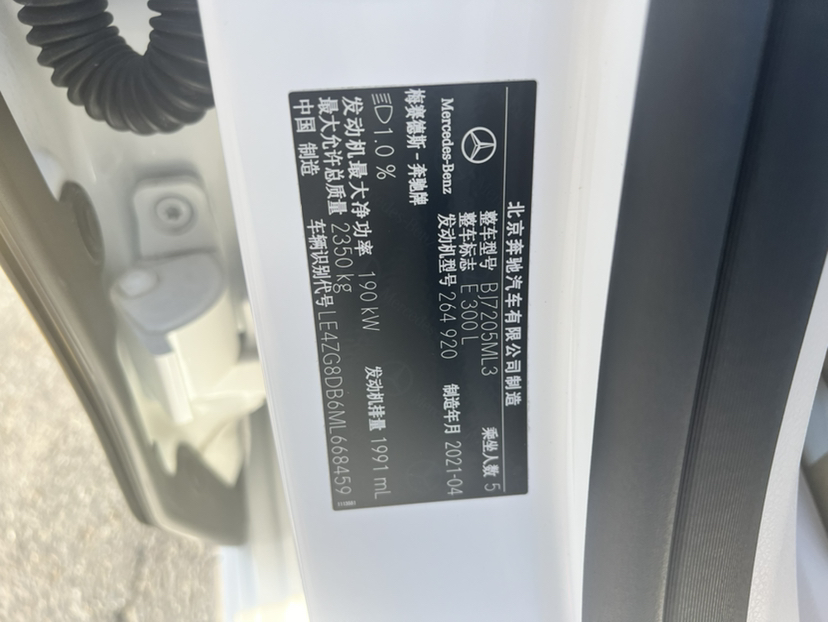 北京奔驰汽车有限公司制造
整车型号 BJ7205ML3 乘坐人数 5
整车标志 E 300 L
Mercedes-Benz 发动机型号 264 920 制造年月 2021-04
梅赛德斯-奔驰牌
1.0 %
发动机最大净功率 190 kW 发动机排量 1991 mL
最大允许总质量 2350 kg
中国 制造 车辆识别代号 LE4ZG8DB6ML668459